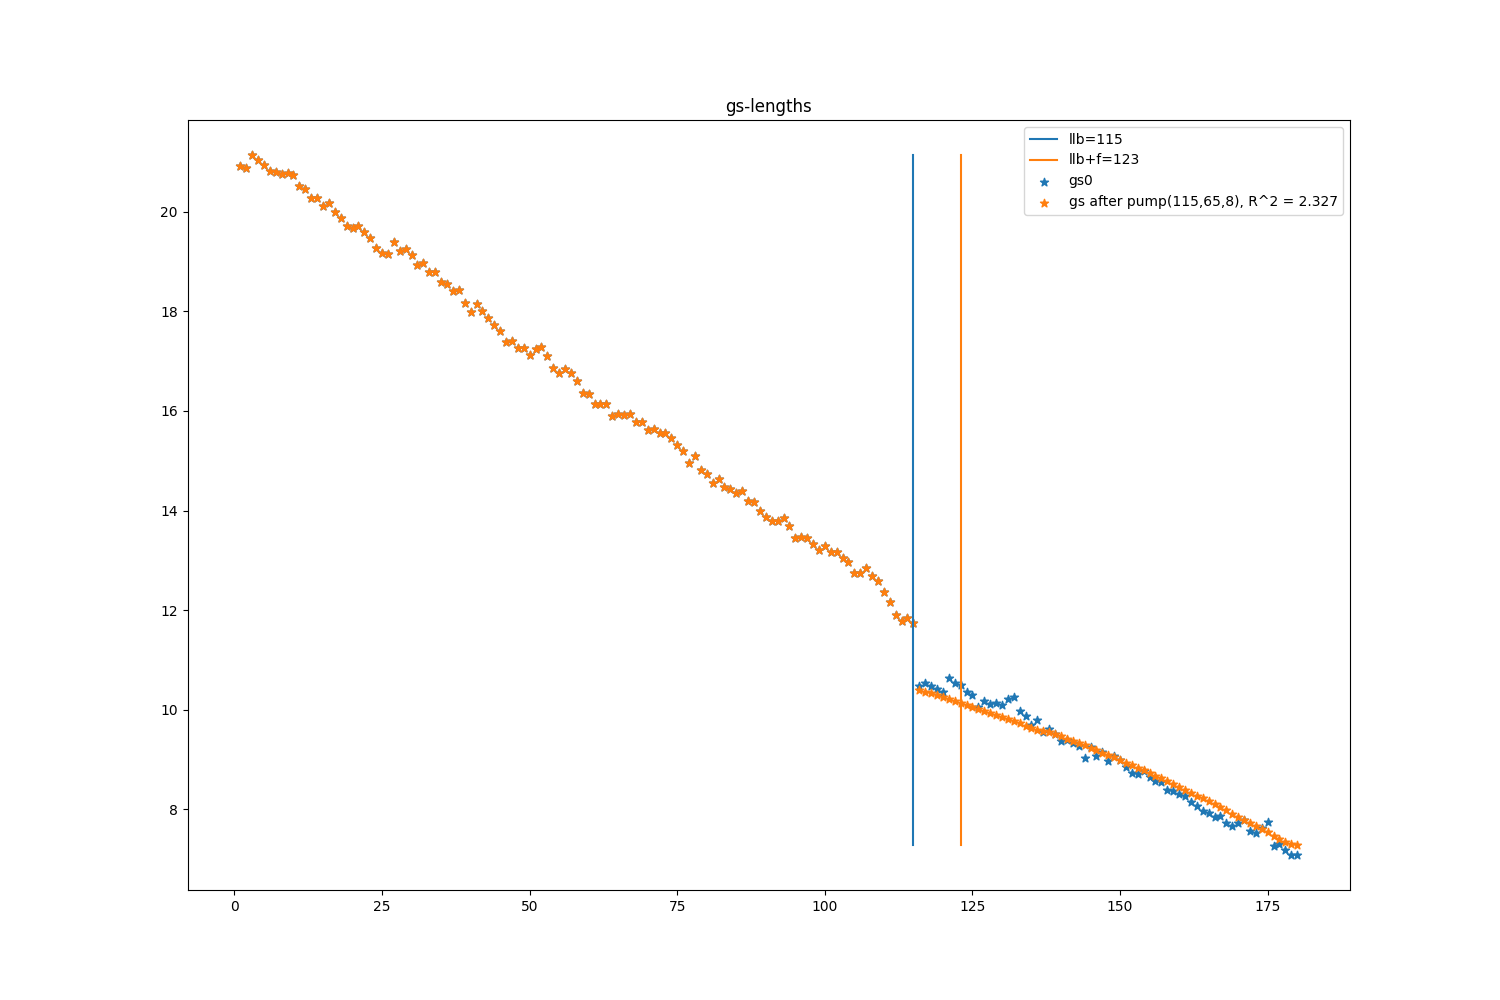 gs-lengths
llb=115
llb+f=123
gs0
gs after pump(115,65,8), R^2 = 2.327
20
18
16
14
12
10
8
0 25 50 75 100 125 150 175